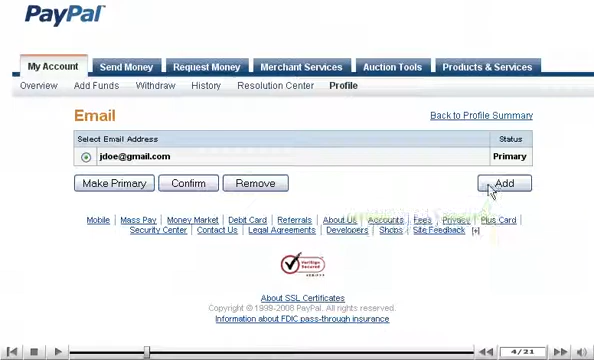 PayPal
My Account Send Money Request Money Merchant Services Auction Tools Products & Services
Overview Add Funds Withdraw History Resolution Center Profile
Email
Back to Profile Summary
Select Email Address Status
jdoe@gmail.com Primary
Make Primary Confirm Remove Add
Mobile Mass Pay Money Market Debit Card Referrals About Us Accounts Fees Privacy Plus Card
Security Center Contact Us Legal Agreements Developers Shops Site Feedback [+]
VeriSign
Secured
About SSL Certificates
Copyright © 1999-2008 PayPal. All rights reserved.
Information about FDIC pass-through insurance
4/21